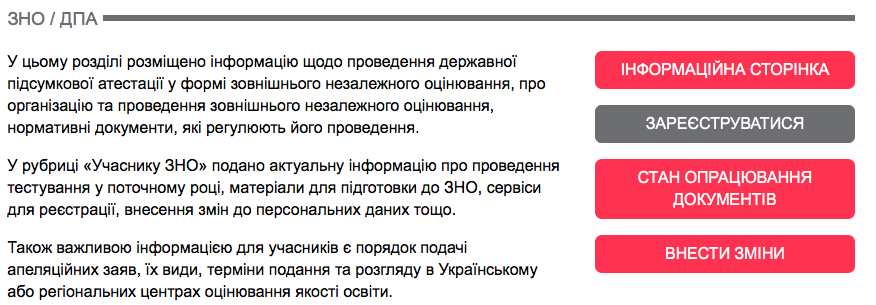 ЗНО / ДПА
У цьому розділі розміщено інформацію щодо проведення державної
підсумкової атестації у формі зовнішнього незалежного оцінювання, про
організацію та проведення зовнішнього незалежного оцінювання,
нормативні документи, які регулюють його проведення.
У рубриці «Учаснику ЗНО» подано актуальну інформацію про проведення
тестування у поточному році, матеріали для підготовки до ЗНО, сервіси
для реєстрації, внесення змін до персональних даних тощо.
Також важливою інформацією для учасників є порядок подачі
апеляційних заяв, їх види, терміни подання та розгляду в Українському
або регіональних центрах оцінювання якості освіти.
ІНФОРМАЦІЙНА СТОРІНКА
ЗАРЕЄСТРУВАТИСЯ
СТАН ОПРАЦЮВАННЯ
ДОКУМЕНТІВ
ВНЕСТИ ЗМІНИ